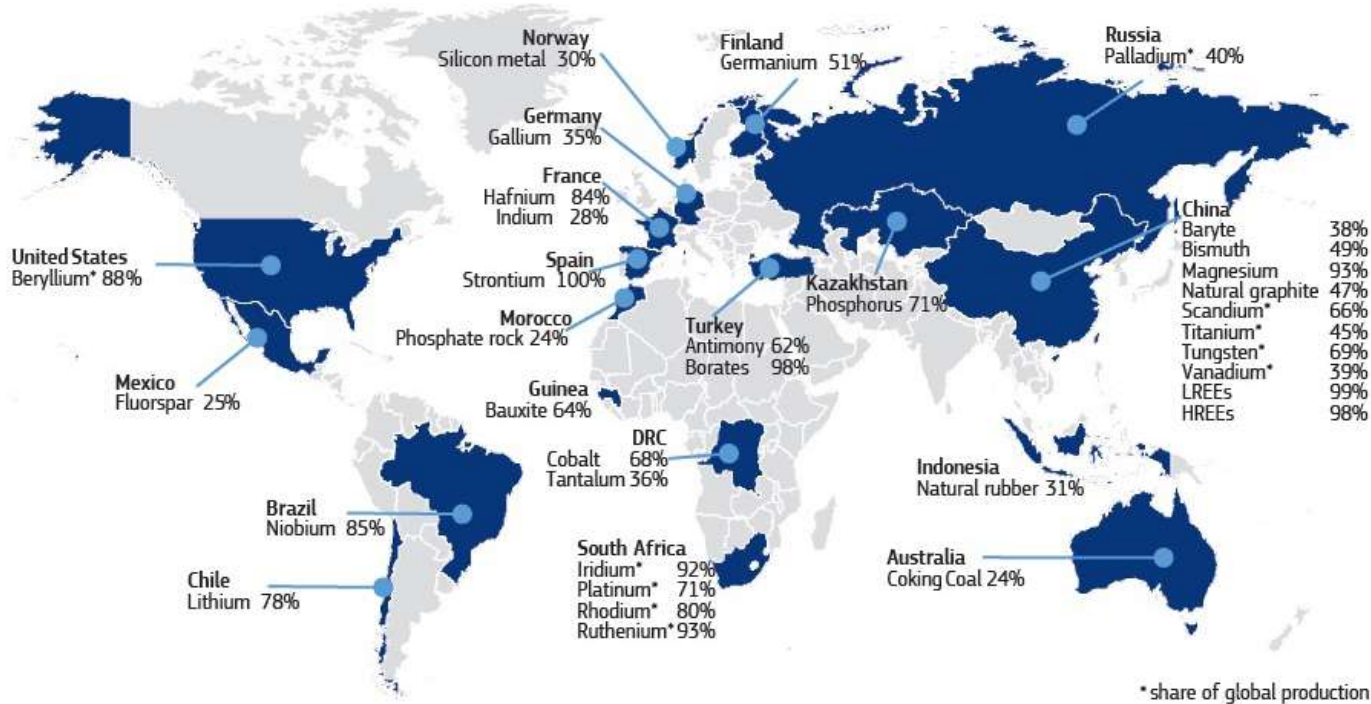 Norway
Silicon metal 30%
Finland
Germanium 51%
Russia
Palladium* 40%
Germany
Gallium 35%
France
Hafnium 84%
Indium 28%
Spain
Strontium 100%
Morocco
Phosphate rock 24%
United States
Beryllium* 88%
Mexico
Fluorspar 25%
Kazakhstan
Phosphorus 71%
Turkey
Antimony 62%
Borates 98%
China
Baryte 38%
Bismuth 49%
Magnesium 93%
Natural graphite 47%
Scandium* 66%
Titanium* 45%
Tungsten* 69%
Vanadium* 39%
LREEs 99%
HREEs 98%
Guinea
Bauxite 64%
DRC
Cobalt 68%
Tantalum 36%
Indonesia
Natural rubber 31%
Brazil
Niobium 85%
Chile
Lithium 78%
South Africa
Iridium* 92%
Platinum* 71%
Rhodium* 80%
Ruthenium* 93%
Australia
Coking Coal 24%
* share of global production